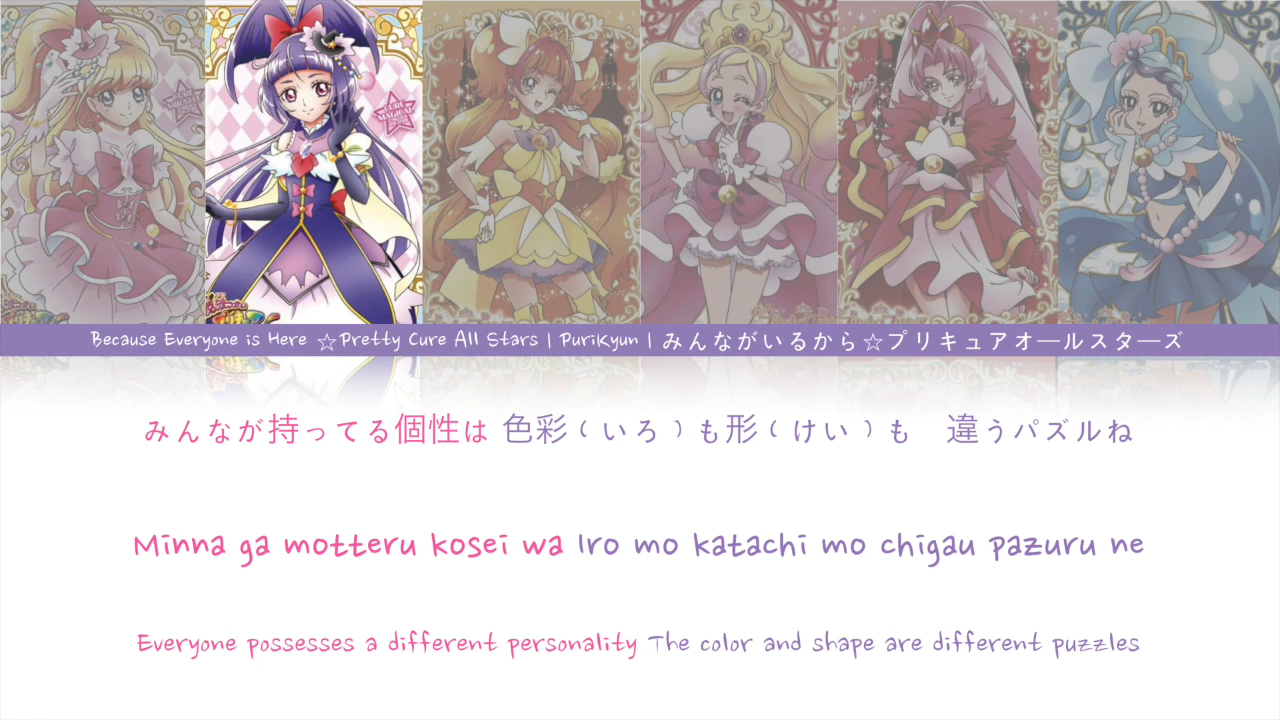 CURE MAGICAL
Because Everyone is Here ☆Pretty Cure All Stars | PuriKyun | みんながいるから☆プリキュアオールスターズ
みんなが持ってる個性は 色彩(いろ)も形(けい)も 違うパズルね
Minna ga motteru kosei wa Iro mo katachi mo chigau pazuru ne
Everyone possesses a different personality The color and shape are different puzzles